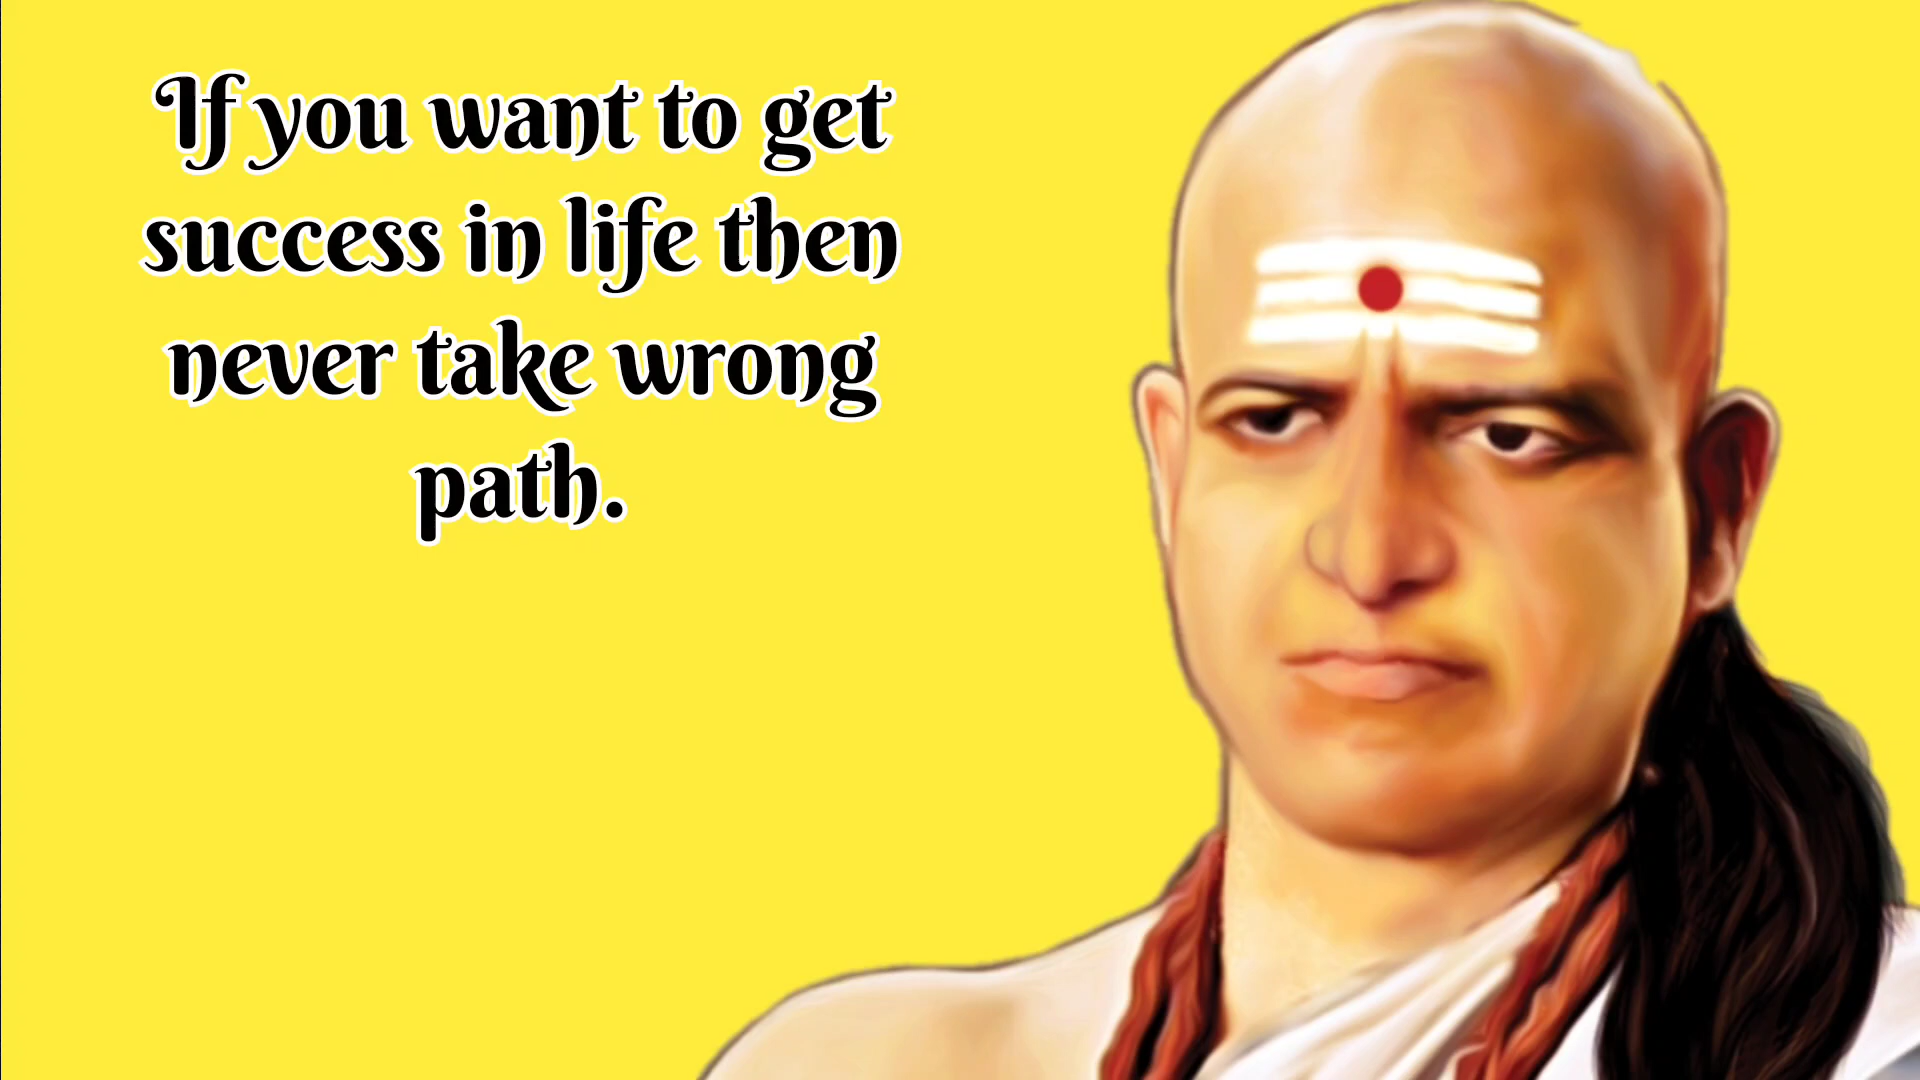 If you want to get
success in life then
never take wrong
path.